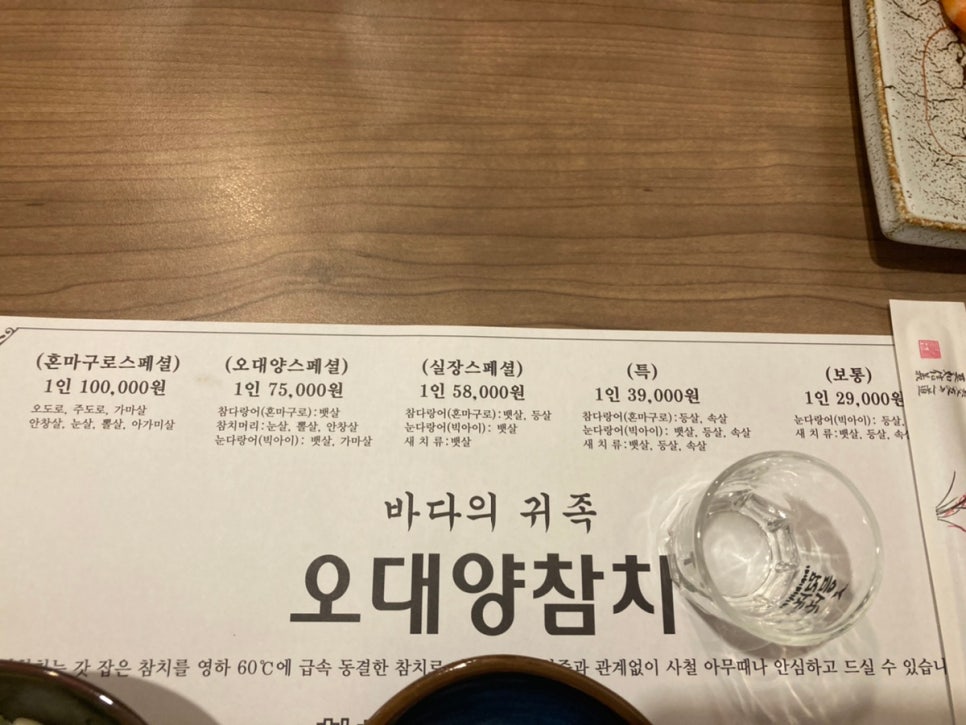 (혼마구로스페셜)
1인 100,000원
오도로, 주도로, 가마살
안창살, 눈살, 뽈살, 아가미살
(오대양스페셜)
1인 75,000원
참다랑어(혼마구로):뱃살
참치머리:눈살, 뽈살, 안창살
눈다랑어(빅아이): 뱃살, 가마살
(실장스페셜)
1인 58,000원
참다랑어(혼마구로):뱃살, 등살
눈다랑어(빅아이): 뱃살
새 치 류:뱃살
(특)
1인 39,000원
참다랑어(혼마구로):등살, 속살
눈다랑어(빅아이): 뱃살, 등살, 속살
새 치 류:뱃살, 등살, 속살
(보통)
1인 29,000원
눈다랑어(빅아이): 등살,
새 치 류: 뱃살, 등살,
바다의 귀족
오대양참치
갓 잡은 참치를 영하 60℃에 급속 동결한 참치로 관계없이 사철 아무때나 안심하고 드실 수 있습니